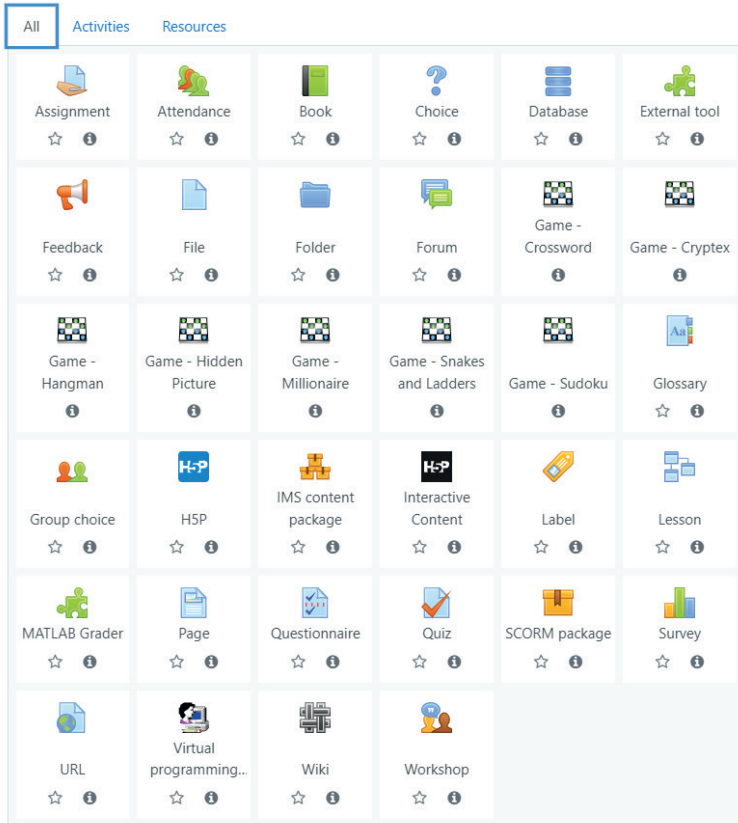 All Activities Resources
Assignment Attendance Book Choice Database External tool
Feedback File Folder Forum Game - Crossword Game - Cryptex
Game - Hangman Game - Hidden Picture Game - Millionaire Game - Snakes and Ladders Game - Sudoku Aa Glossary
Group choice H5P H5P IMS content package H5P Interactive Content Label Lesson
MATLAB Grader Page Questionnaire Quiz SCORM package Survey
URL Virtual programming... Wiki Workshop